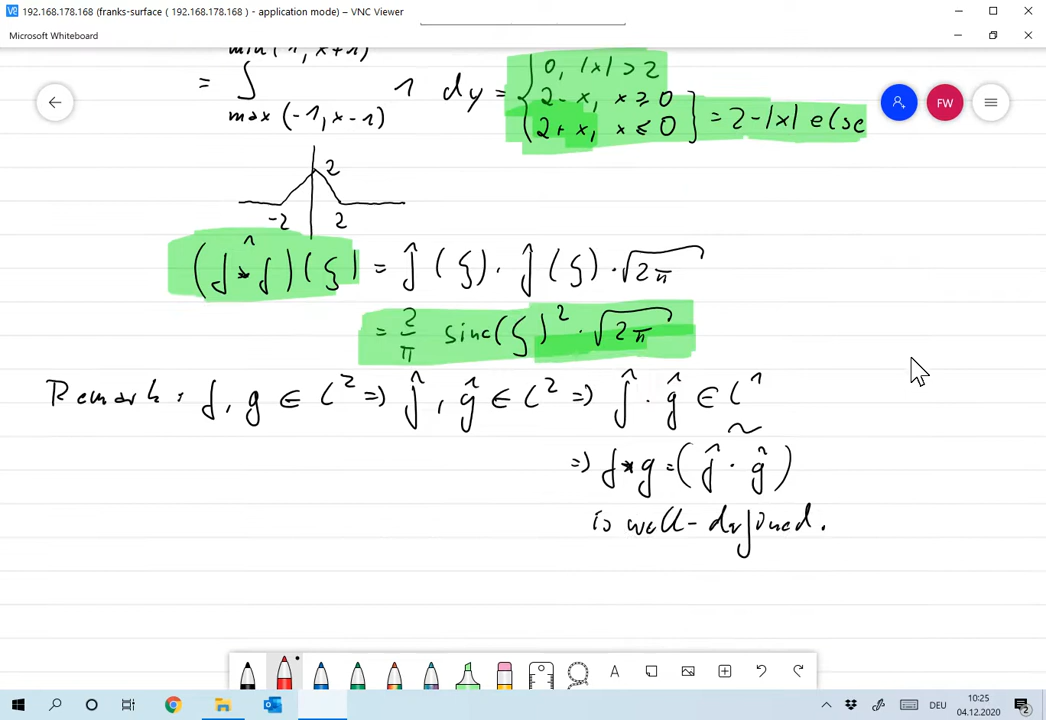 192.168.178.168 (franks-surface ( 192.168.178.168 ) - application mode) – VNC Viewer
Microsoft Whiteboard
min(1, x+1)
= ∫ 1 dy = { 0, |x| > 2
max(-1, x-1)
2-x, x ≥ 0
2+x, x ≤ 0 } = 2-|x| else
2
-2 2
(f*f)^(ξ) = f̂(ξ) · f̂(ξ) · √2π
= 2/π sinc(ξ)² · √2π
Remark: f, g ∈ L² => f̂, ĝ ∈ L² => f̂ · ĝ ∈ L¹
=> f*g = (f̂ · ĝ)~
is well-defined.
FW
A
DEU
10:25
04.12.2020
2